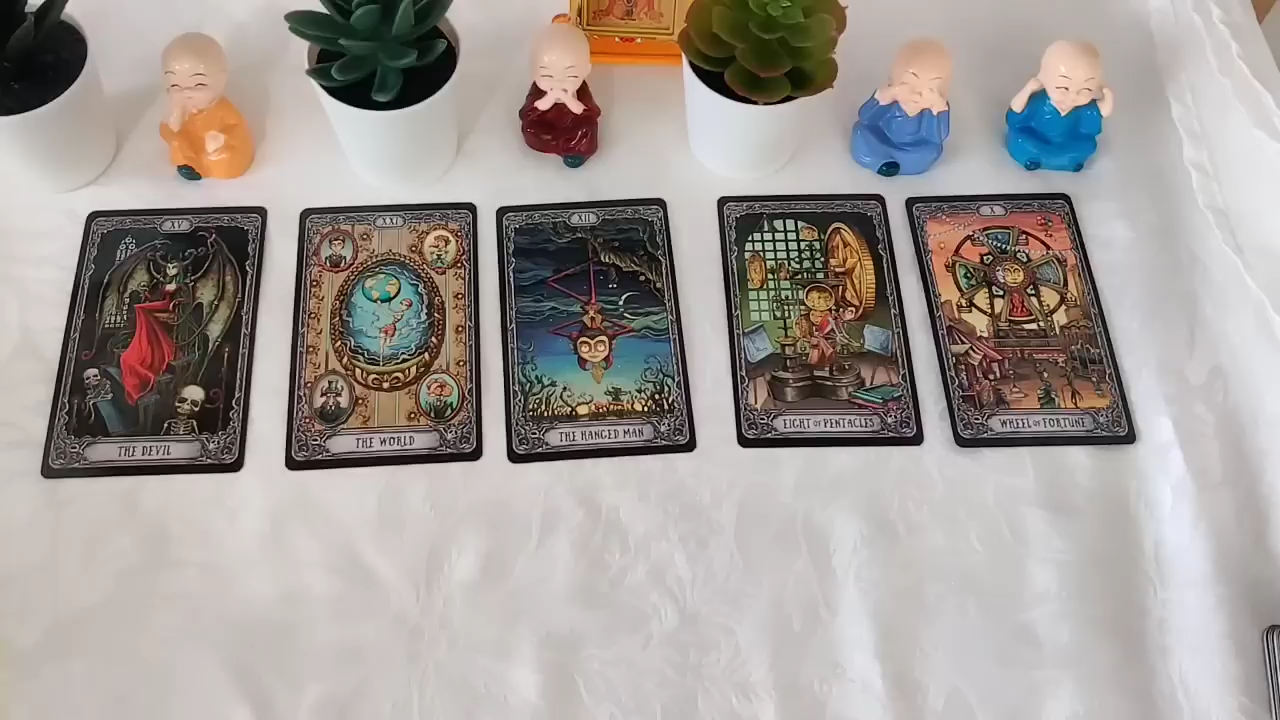 XV
THE DEVIL
XXI
THE WORLD
XII
THE HANGED MAN
EIGHT OF PENTACLES
X
WHEEL OF FORTUNE